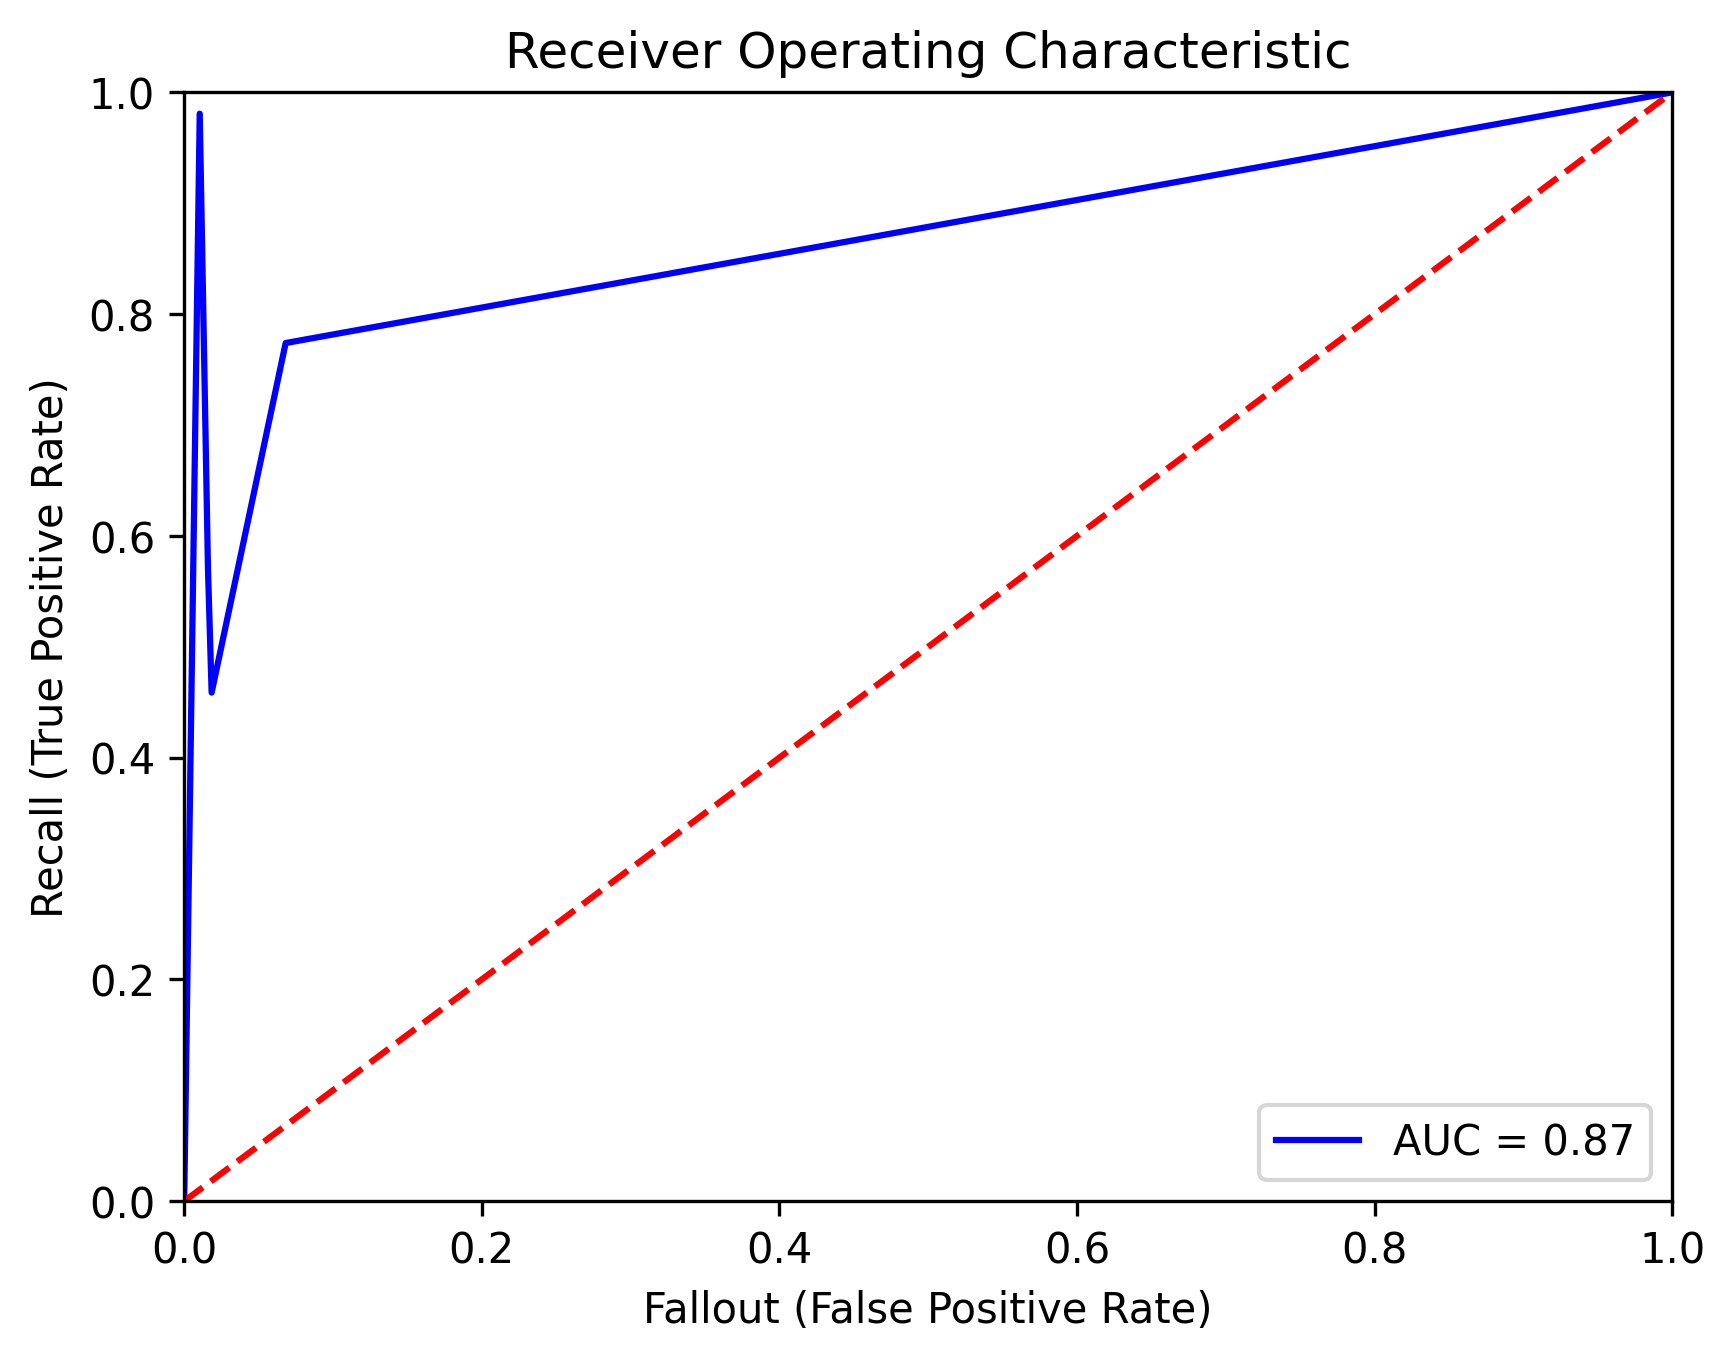 Receiver Operating Characteristic
1.0
0.8
0.6
0.4
0.2
0.0
Recall (True Positive Rate)
AUC = 0.87
0.0 0.2 0.4 0.6 0.8 1.0
Fallout (False Positive Rate)